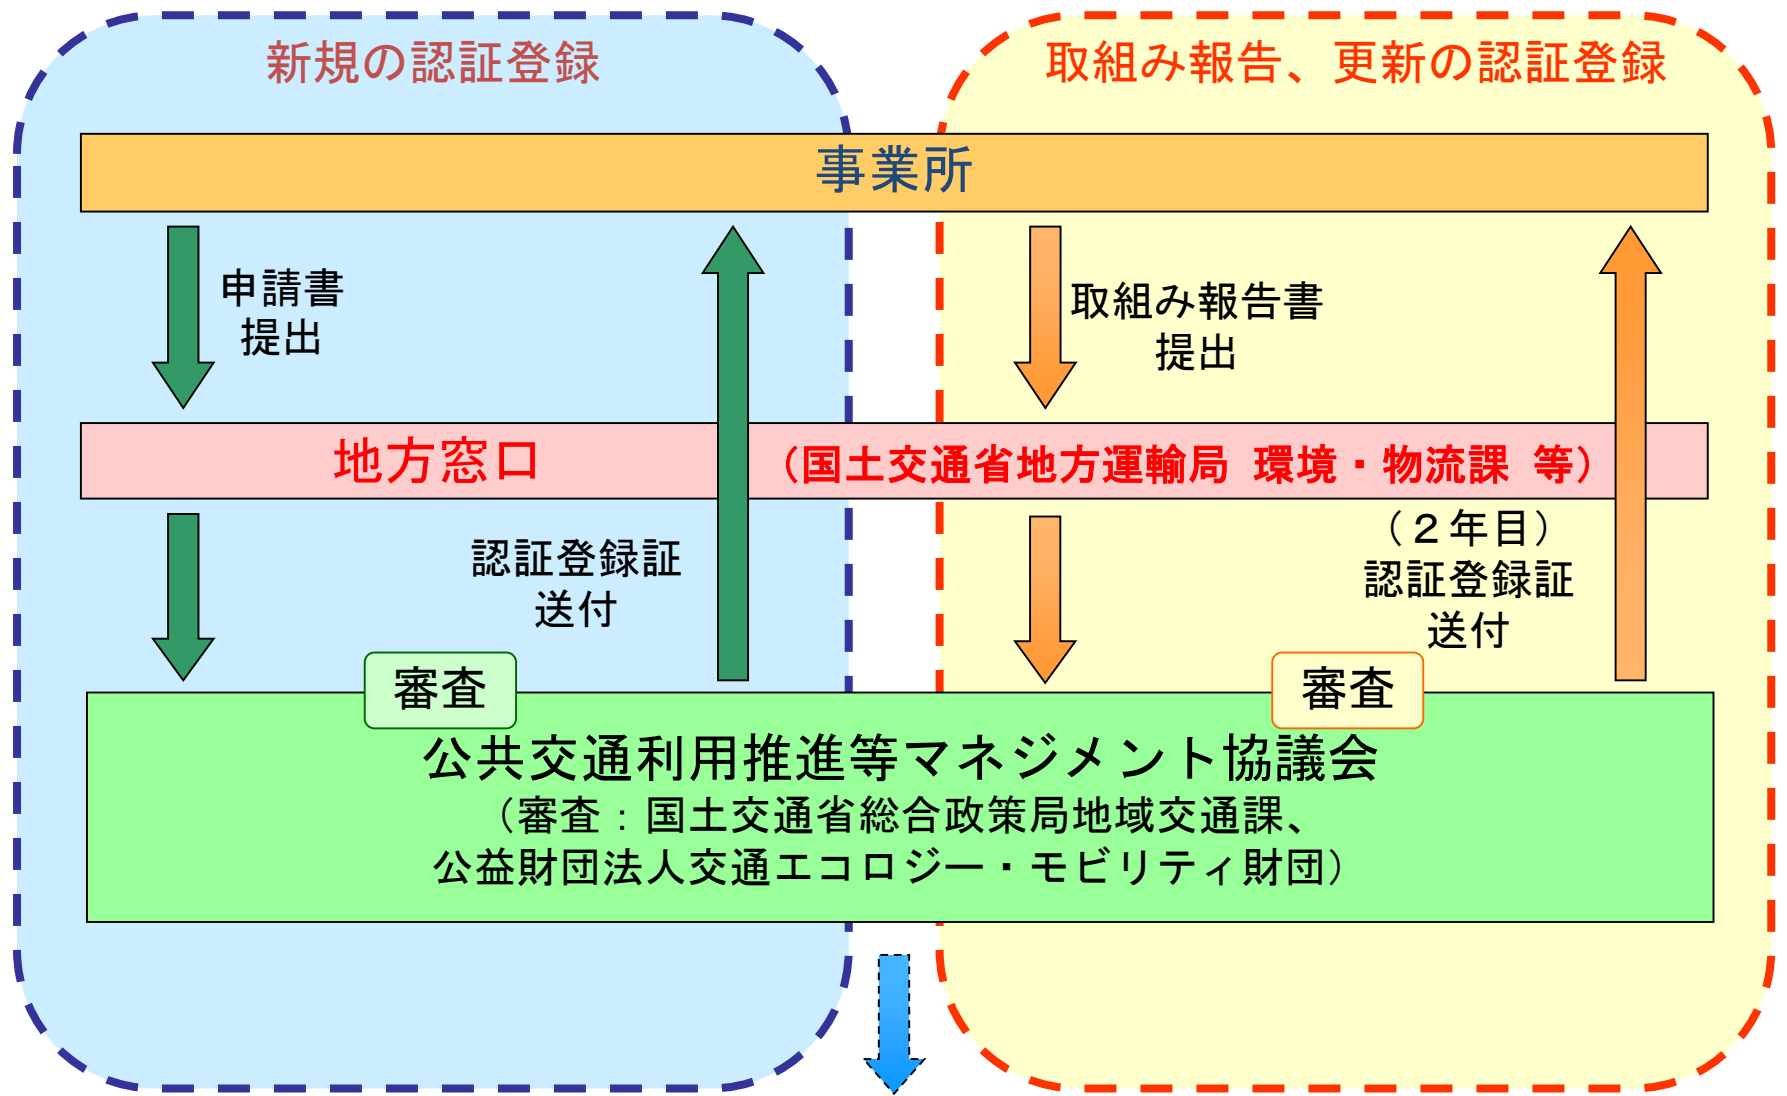 新規の認証登録
取組み報告、更新の認証登録
事業所
申請書
提出
取組み報告書
提出
地方窓口
（国土交通省地方運輸局 環境・物流課 等）
認証登録証
送付
（２年目）
認証登録証
送付
審査
審査
公共交通利用推進等マネジメント協議会
（審査：国土交通省総合政策局地域交通課、
公益財団法人交通エコロジー・モビリティ財団）